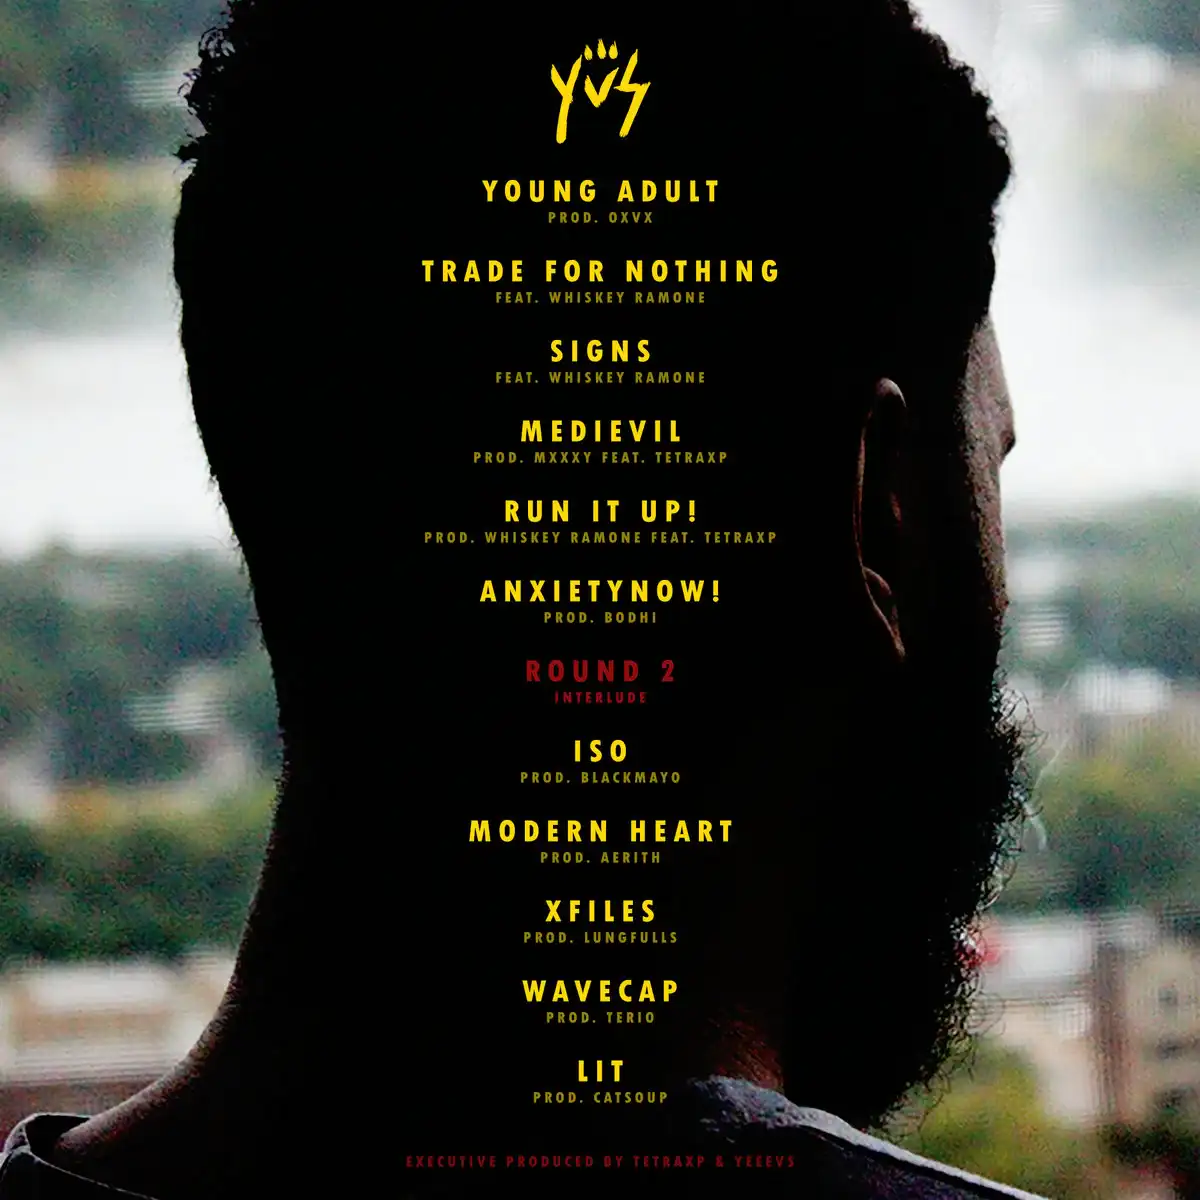 YUS
YOUNG ADULT
PROD. OXVX
TRADE FOR NOTHING
FEAT. WHISKEY RAMONE
SIGNS
FEAT. WHISKEY RAMONE
MEDIEVIL
PROD. MXXXY FEAT. TETRAXP
RUN IT UP!
PROD. WHISKEY RAMONE FEAT. TETRAXP
ANXIETYNOW!
PROD. BODHI
ROUND 2
INTERLUDE
ISO
PROD. BLACKMAYO
MODERN HEART
PROD. AERITH
XFILES
PROD. LUNGFULLS
WAVECAP
PROD. TERIO
LIT
PROD. CATSOUP
EXECUTIVE PRODUCED BY TETRAXP & YEEEVS